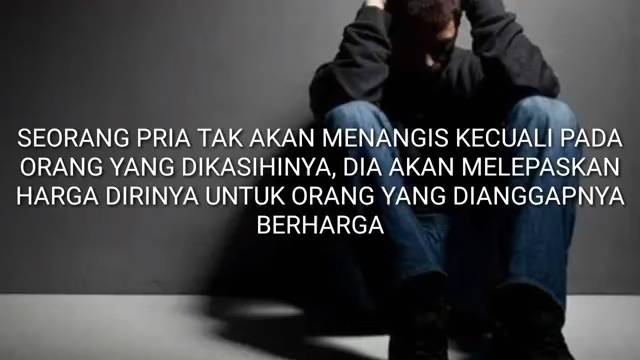 SEORANG PRIA TAK AKAN MENANGIS KECUALI PADA
ORANG YANG DIKASIHINYA, DIA AKAN MELEPASKAN
HARGA DIRINYA UNTUK ORANG YANG DIANGGAPNYA
BERHARGA